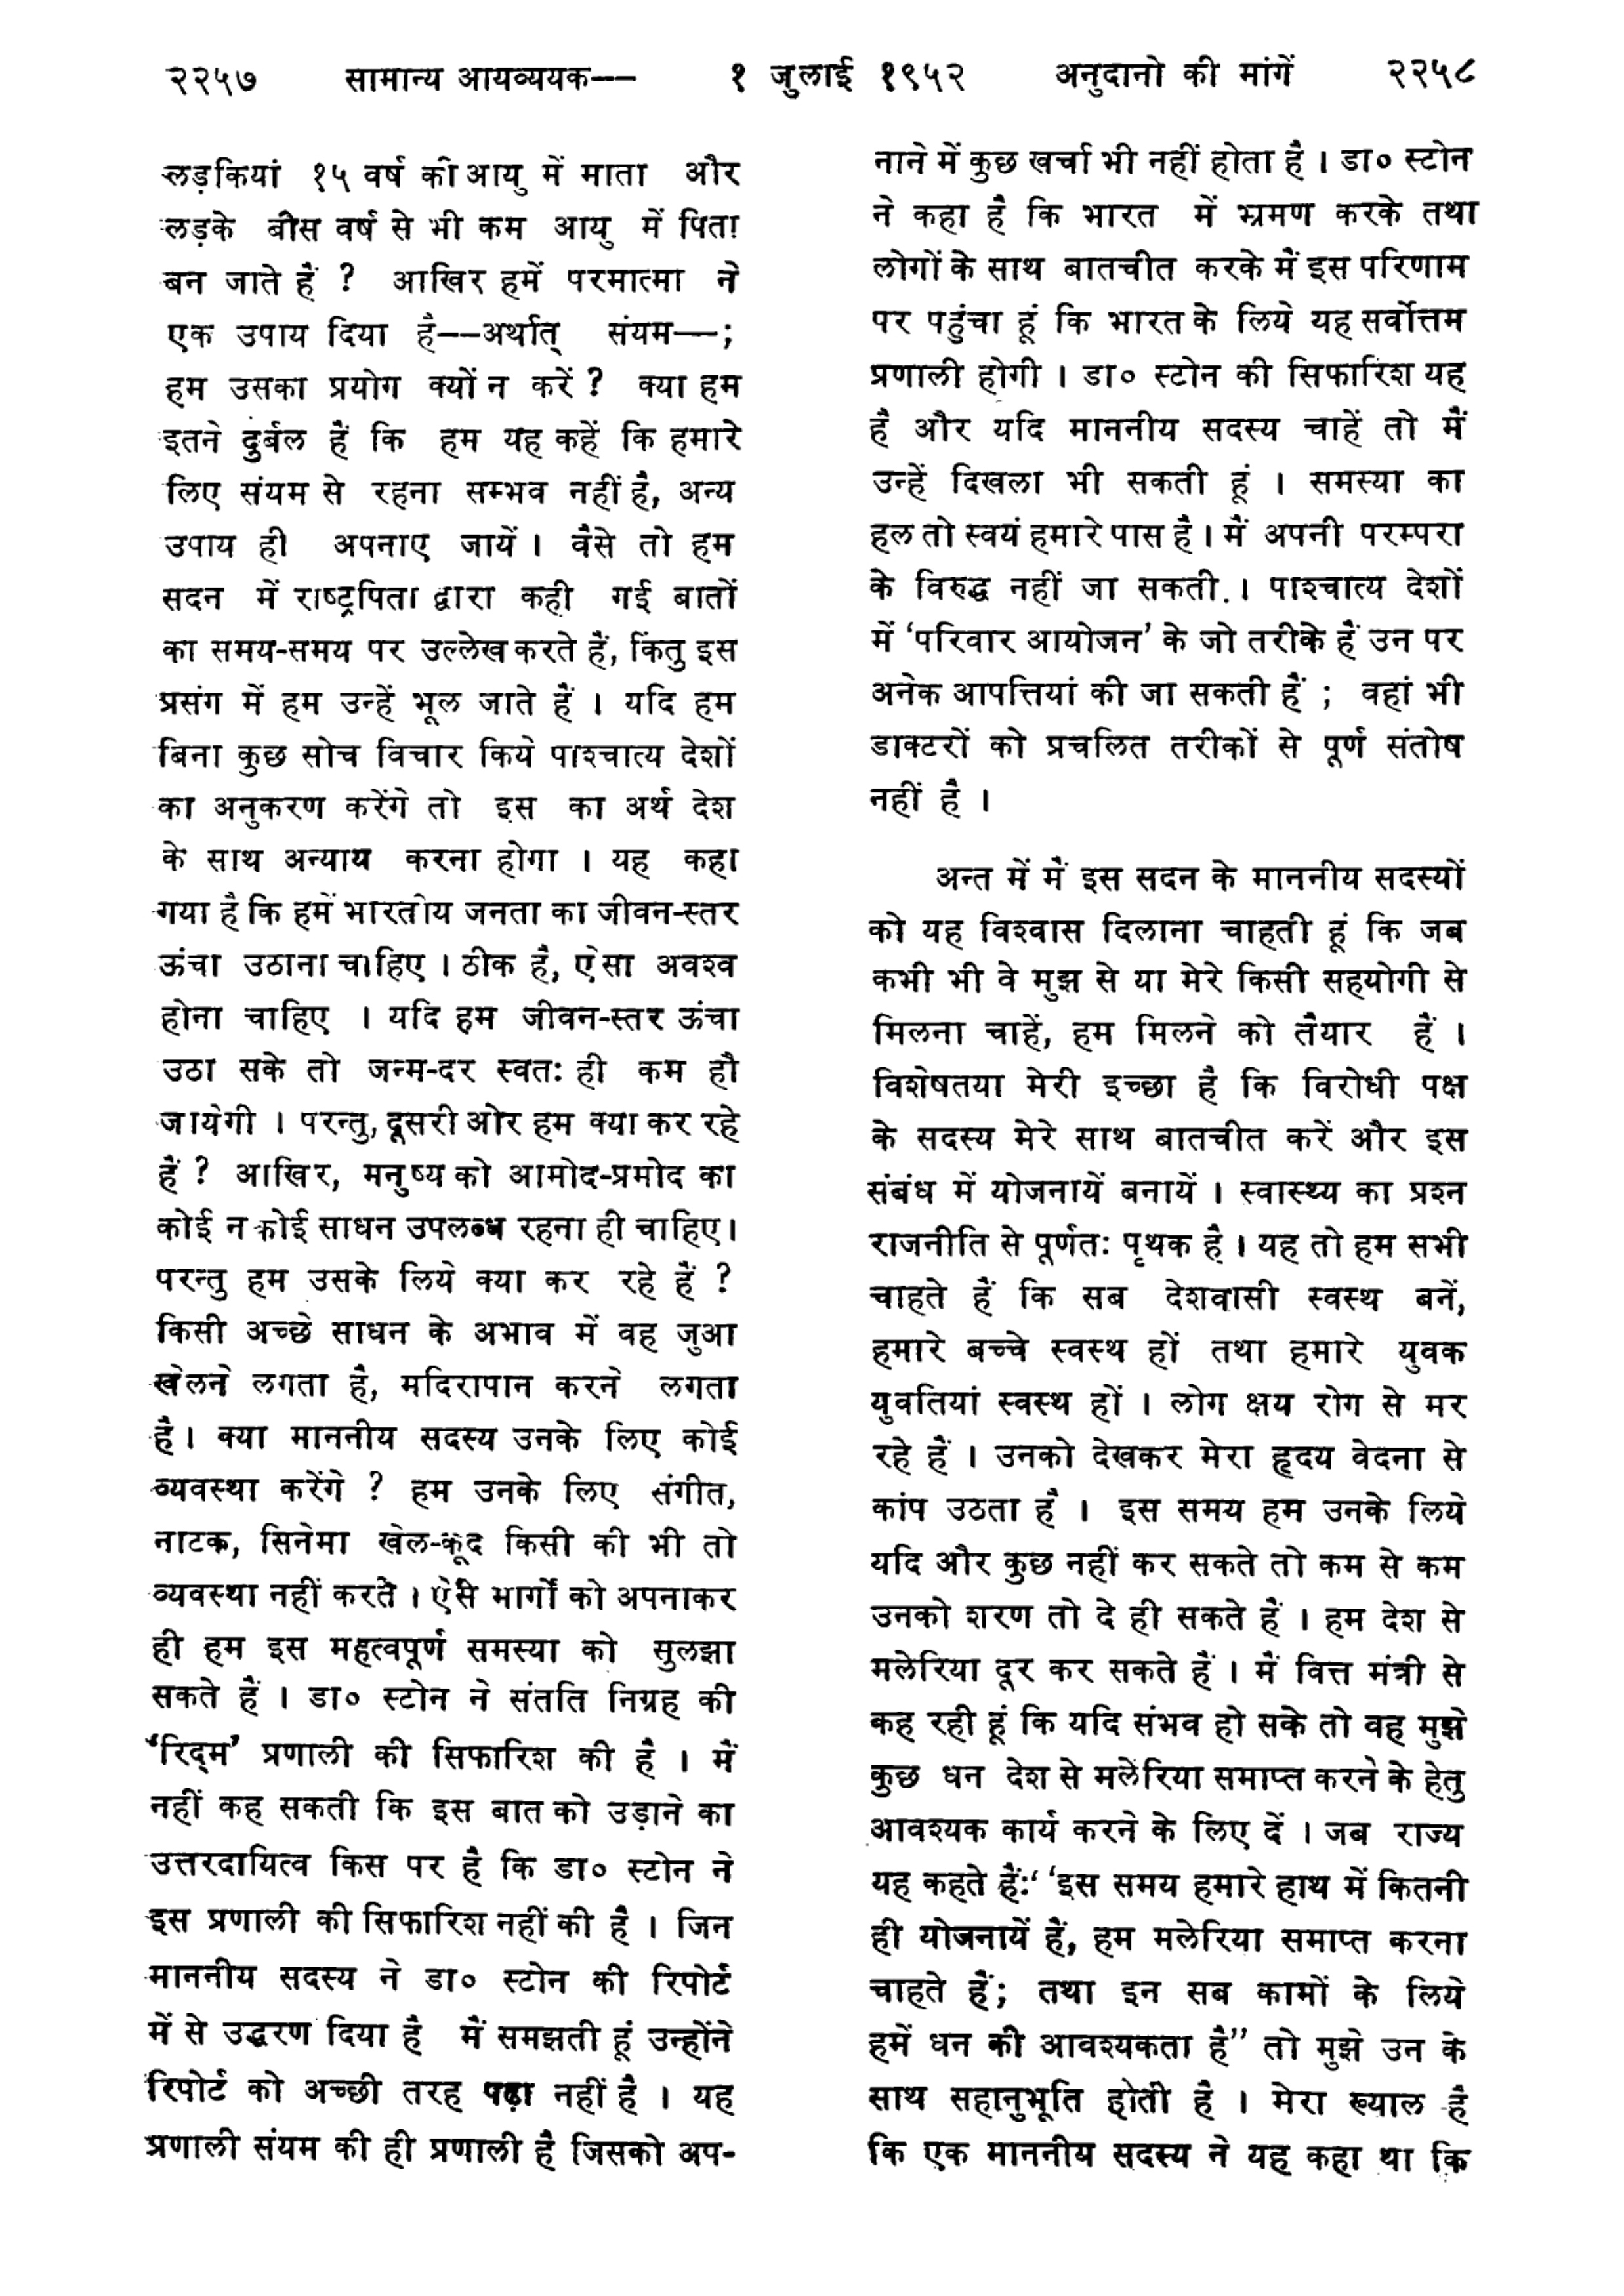 २२५७ सामान्य आयव्ययक— १ जुलाई १९५२ अनुदानो की मांगें २२५८
लड़कियां १५ वर्ष की आयु में माता और
लड़के बीस वर्ष से भी कम आयु में पिता
बन जाते हैं ? आखिर हमें परमात्मा ने
एक उपाय दिया है—अर्थात् संयम—;
हम उसका प्रयोग क्यों न करें ? क्या हम
इतने दुर्बल हैं कि हम यह कहें कि हमारे
लिए संयम से रहना सम्भव नहीं है, अन्य
उपाय ही अपनाए जायें । वैसे तो हम
सदन में राष्ट्रपिता द्वारा कही गई बातों
का समय-समय पर उल्लेख करते हैं, किंतु इस
प्रसंग में हम उन्हें भूल जाते हैं । यदि हम
बिना कुछ सोच विचार किये पाश्चात्य देशों
का अनुकरण करेंगे तो इस का अर्थ देश
के साथ अन्याय करना होगा । यह कहा
गया है कि हमें भारतीय जनता का जीवन-स्तर
ऊंचा उठाना चाहिए । ठीक है, ऐसा अवश्व
होना चाहिए । यदि हम जीवन-स्तर ऊंचा
उठा सके तो जन्म-दर स्वतः ही कम हौ
जायेगी । परन्तु, दूसरी ओर हम क्या कर रहे
हैं ? आखिर, मनुष्य को आमोद-प्रमोद का
कोई न कोई साधन उपलब्ध रहना ही चाहिए।
परन्तु हम उसके लिये क्या कर रहे हैं ?
किसी अच्छे साधन के अभाव में वह जुआ
खेलने लगता है, मदिरापान करने लगता
है । क्या माननीय सदस्य उनके लिए कोई
व्यवस्था करेंगे ? हम उनके लिए संगीत,
नाटक, सिनेमा खेल-कूद किसी की भी तो
व्यवस्था नहीं करते । ऐसे भार्गों को अपनाकर
ही हम इस महत्वपूर्ण समस्या को सुलझा
सकते हैं । डा० स्टोन ने संतति निग्रह की
‘रिद्म’ प्रणाली की सिफारिश की है । मैं
नहीं कह सकती कि इस बात को उड़ाने का
उत्तरदायित्व किस पर है कि डा० स्टोन ने
इस प्रणाली की सिफारिश नहीं की है । जिन
माननीय सदस्य ने डा० स्टोन की रिपोर्ट
में से उद्धरण दिया है मैं समझती हूं उन्होंने
रिपोर्ट को अच्छी तरह पढ़ा नहीं है । यह
प्रणाली संयम की ही प्रणाली है जिसको अप-
नाने में कुछ खर्चा भी नहीं होता है । डा० स्टोन
ने कहा है कि भारत में भ्रमण करके तथा
लोगों के साथ बातचीत करके मैं इस परिणाम
पर पहुंचा हूं कि भारत के लिये यह सर्वोत्तम
प्रणाली होगी । डा० स्टोन की सिफारिश यह
है और यदि माननीय सदस्य चाहें तो मैं
उन्हें दिखला भी सकती हूं । समस्या का
हल तो स्वयं हमारे पास है । मैं अपनी परम्परा
के विरुद्ध नहीं जा सकती । पाश्चात्य देशों
में ‘परिवार आयोजन’ के जो तरीके हैं उन पर
अनेक आपत्तियां की जा सकती हैं ; वहां भी
डाक्टरों को प्रचलित तरीकों से पूर्ण संतोष
नहीं है ।
अन्त में मैं इस सदन के माननीय सदस्यों
को यह विश्वास दिलाना चाहती हूं कि जब
कभी भी वे मुझ से या मेरे किसी सहयोगी से
मिलना चाहें, हम मिलने को तैयार हैं ।
विशेषतया मेरी इच्छा है कि विरोधी पक्ष
के सदस्य मेरे साथ बातचीत करें और इस
संबंध में योजनायें बनायें । स्वास्थ्य का प्रश्न
राजनीति से पूर्णतः पृथक है । यह तो हम सभी
चाहते हैं कि सब देशवासी स्वस्थ बनें,
हमारे बच्चे स्वस्थ हों तथा हमारे युवक
युवतियां स्वस्थ हों । लोग क्षय रोग से मर
रहे हैं । उनको देखकर मेरा हृदय वेदना से
कांप उठता है । इस समय हम उनके लिये
यदि और कुछ नहीं कर सकते तो कम से कम
उनको शरण तो दे ही सकते हैं । हम देश से
मलेरिया दूर कर सकते हैं । मैं वित्त मंत्री से
कह रही हूं कि यदि संभव हो सके तो वह मुझे
कुछ धन देश से मलेरिया समाप्त करने के हेतु
आवश्यक कार्य करने के लिए दें । जब राज्य
यह कहते हैं:‘‘इस समय हमारे हाथ में कितनी
ही योजनायें हैं, हम मलेरिया समाप्त करना
चाहते हैं; तथा इन सब कामों के लिये
हमें धन की आवश्यकता है’’ तो मुझे उन के
साथ सहानुभूति होती है । मेरा ख्याल है
कि एक माननीय सदस्य ने यह कहा था कि